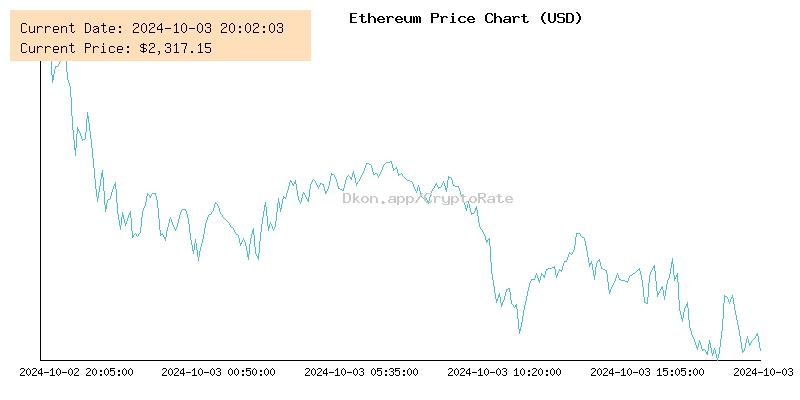 Ethereum Price Chart (USD)
Current Date: 2024-10-03 20:02:03
Current Price: $2,317.15
Dkon.app/CryptoRate
2024-10-02 20:05:00 2024-10-03 00:50:00 2024-10-03 05:35:00 2024-10-03 10:20:00 2024-10-03 15:05:00 2024-10-03